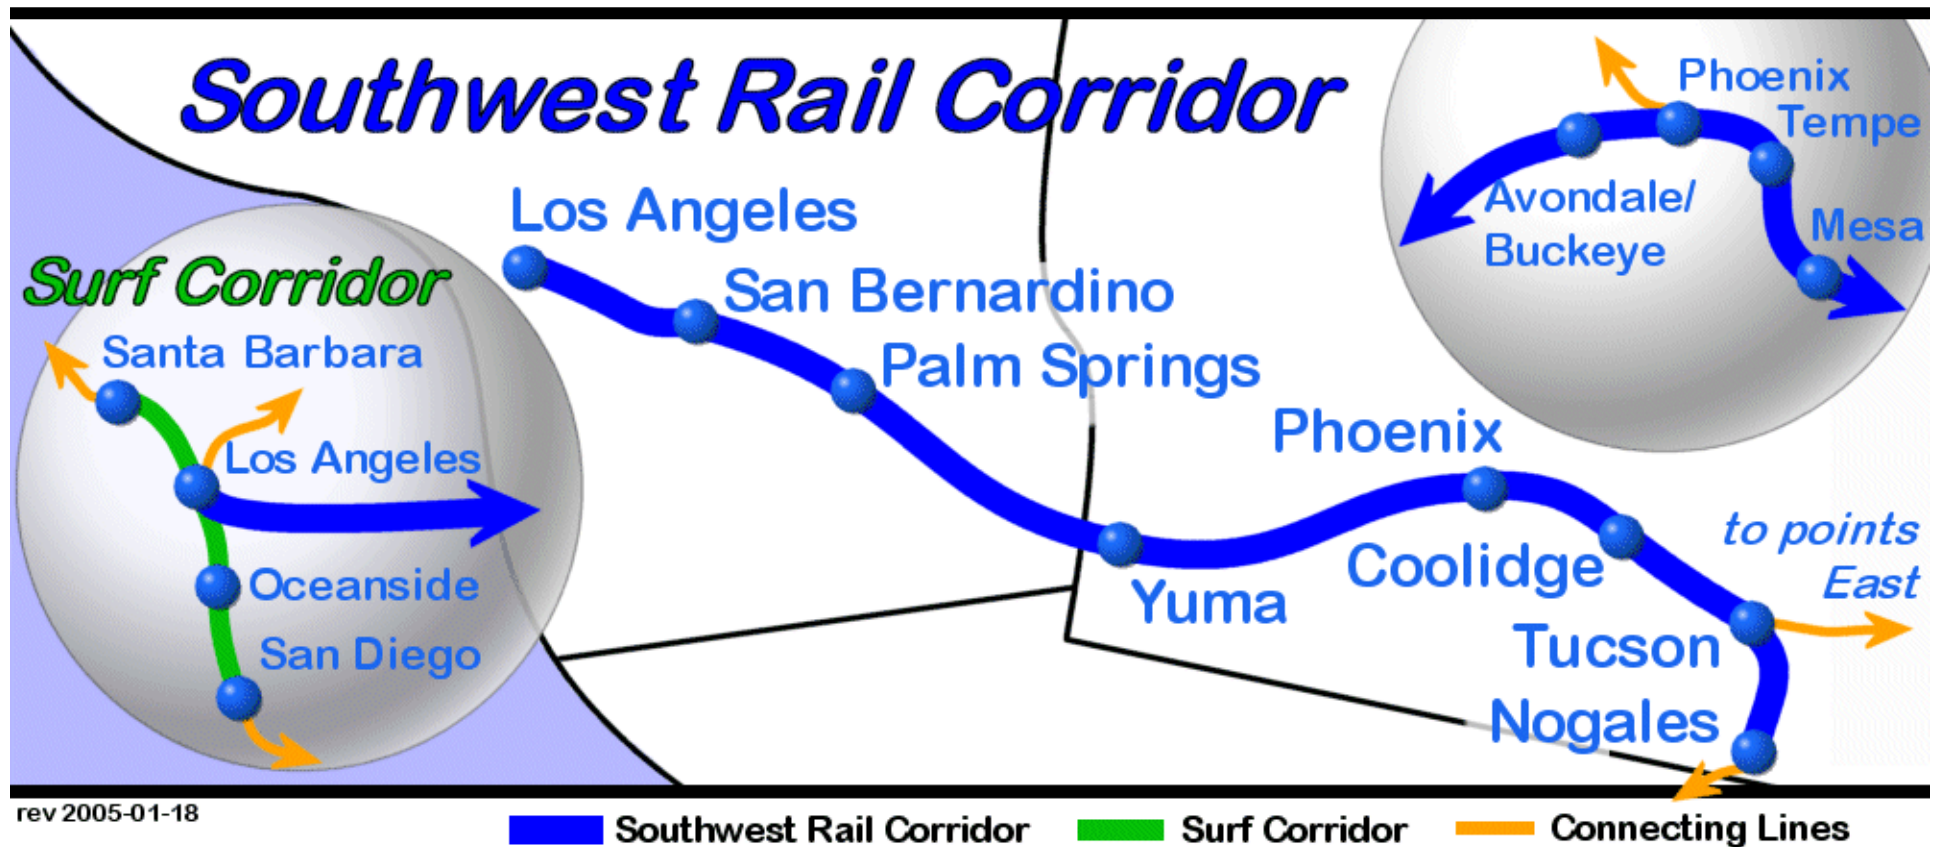 Southwest Rail Corridor
Los Angeles
San Bernardino
Palm Springs
Phoenix
Coolidge
Yuma
Tucson
Nogales
to points
East
Surf Corridor
Santa Barbara
Los Angeles
Oceanside
San Diego
Phoenix
Tempe
Avondale/
Buckeye
Mesa
rev 2005-01-18
Southwest Rail Corridor
Surf Corridor
Connecting Lines